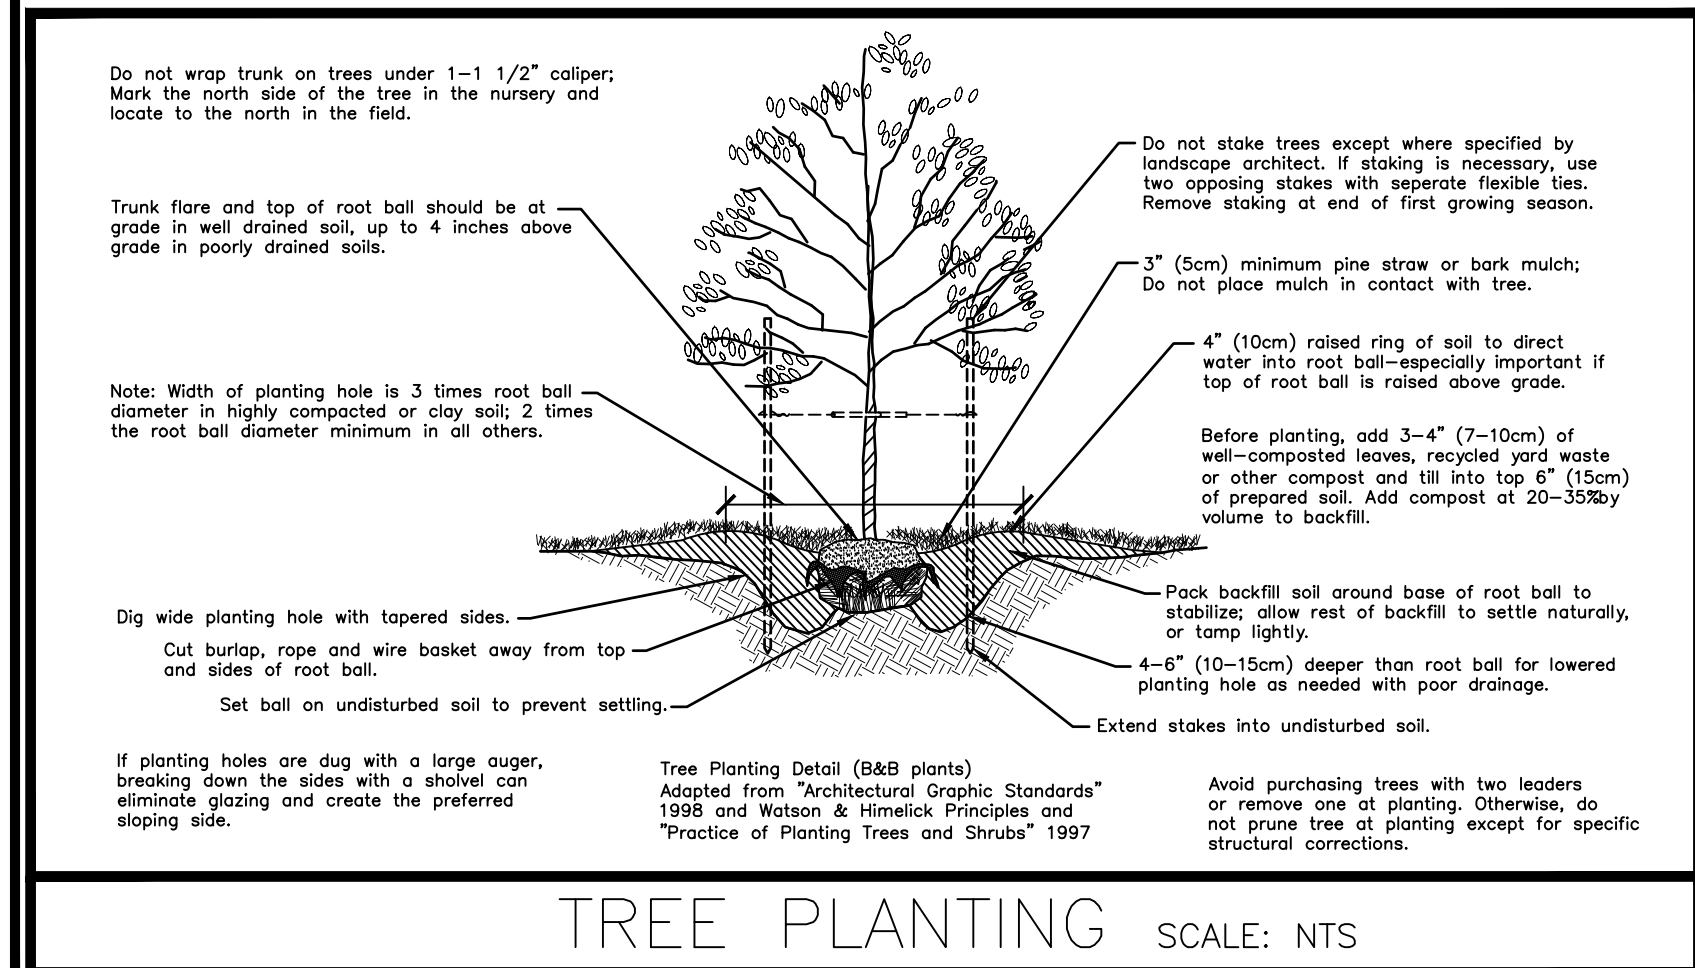 Do not wrap trunk on trees under 1-1 1/2" caliper;
Mark the north side of the tree in the nursery and
locate to the north in the field.
Trunk flare and top of root ball should be at
grade in well drained soil, up to 4 inches above
grade in poorly drained soils.
Note: Width of planting hole is 3 times root ball
diameter in highly compacted or clay soil; 2 times
the root ball diameter minimum in all others.
Dig wide planting hole with tapered sides.
Cut burlap, rope and wire basket away from top
and sides of root ball.
Set ball on undisturbed soil to prevent settling.
If planting holes are dug with a large auger,
breaking down the sides with a sholvel can
eliminate glazing and create the preferred
sloping side.
Do not stake trees except where specified by
landscape architect. If staking is necessary, use
two opposing stakes with seperate flexible ties.
Remove staking at end of first growing season.
3" (5cm) minimum pine straw or bark mulch;
Do not place mulch in contact with tree.
4" (10cm) raised ring of soil to direct
water into root ball-especially important if
top of root ball is raised above grade.
Before planting, add 3-4" (7-10cm) of
well-composted leaves, recycled yard waste
or other compost and till into top 6" (15cm)
of prepared soil. Add compost at 20-35%by
volume to backfill.
Pack backfill soil around base of root ball to
stabilize; allow rest of backfill to settle naturally,
or tamp lightly.
4-6" (10-15cm) deeper than root ball for lowered
planting hole as needed with poor drainage.
Extend stakes into undisturbed soil.
Tree Planting Detail (B&B plants)
Adapted from "Architectural Graphic Standards"
1998 and Watson & Himelick Principles and
"Practice of Planting Trees and Shrubs" 1997
Avoid purchasing trees with two leaders
or remove one at planting. Otherwise, do
not prune tree at planting except for specific
structural corrections.
TREE PLANTING SCALE: NTS